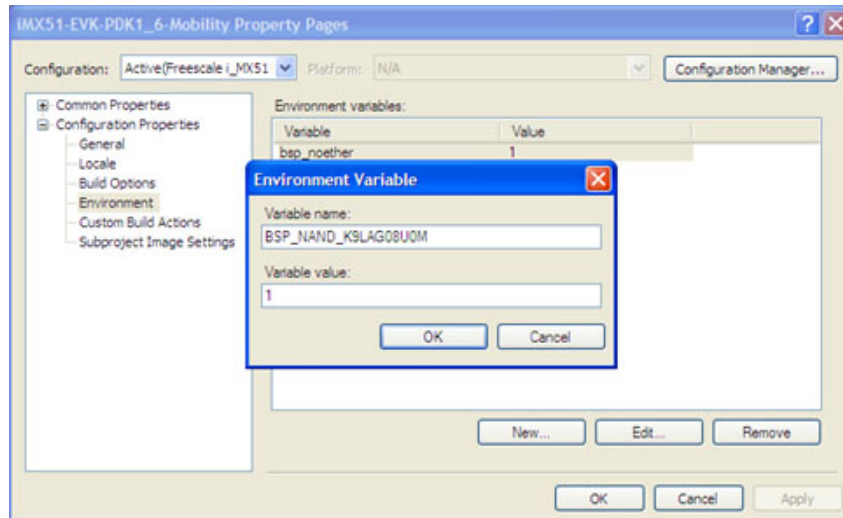 iMX51-EVK-PDK1_6-Mobility Property Pages
Configuration: Active(Freescale i_MX51 Platform: N/A Configuration Manager...
Common Properties
Configuration Properties
General
Locale
Build Options
Environment
Custom Build Actions
Subproject Image Settings
Environment variables:
Variable Value
bsp_noether 1
Environment Variable
Variable name:
BSP_NAND_K9LAG08U0M
Variable value:
1
OK Cancel
New... Edit... Remove
OK Cancel Apply